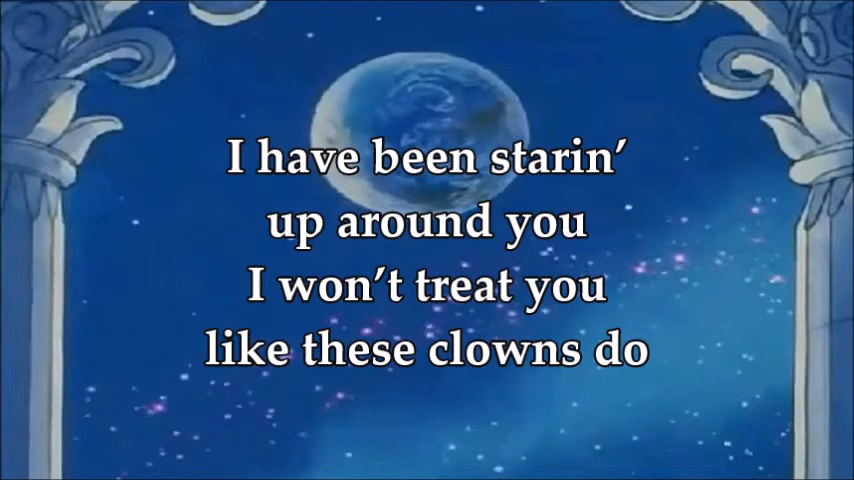 I have been starin’
up around you
I won’t treat you
like these clowns do